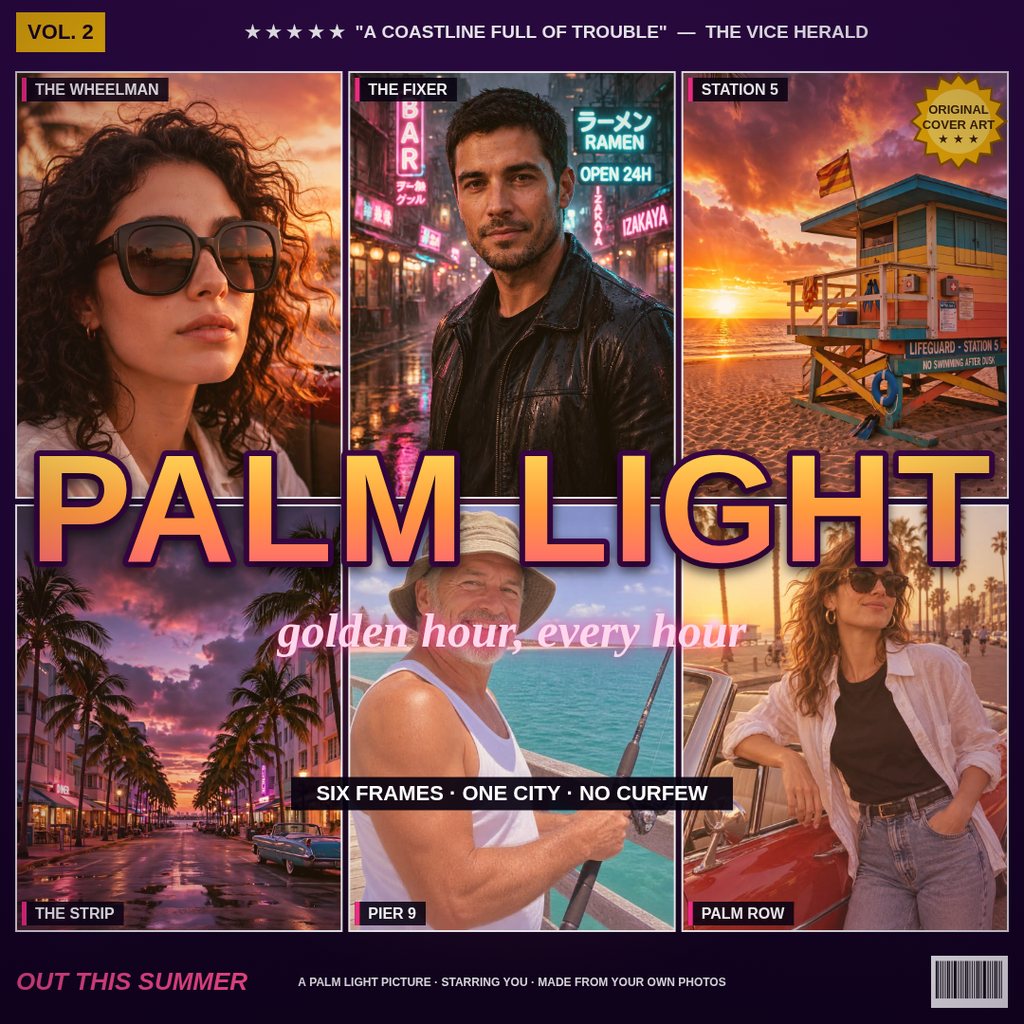 VOL. 2
★★★★★ "A COASTLINE FULL OF TROUBLE" — THE VICE HERALD
THE WHEELMAN
THE FIXER
STATION 5
ORIGINAL
COVER ART
★ ★ ★
BAR
ラーメン
RAMEN
OPEN 24H
IZAKAYA
IZAKAYA
LIFEGUARD - STATION 5
NO SWIMMING AFTER DUSK
PALM LIGHT
golden hour, every hour
DINER
SIX FRAMES · ONE CITY · NO CURFEW
THE STRIP
PIER 9
PALM ROW
OUT THIS SUMMER
A PALM LIGHT PICTURE · STARRING YOU · MADE FROM YOUR OWN PHOTOS